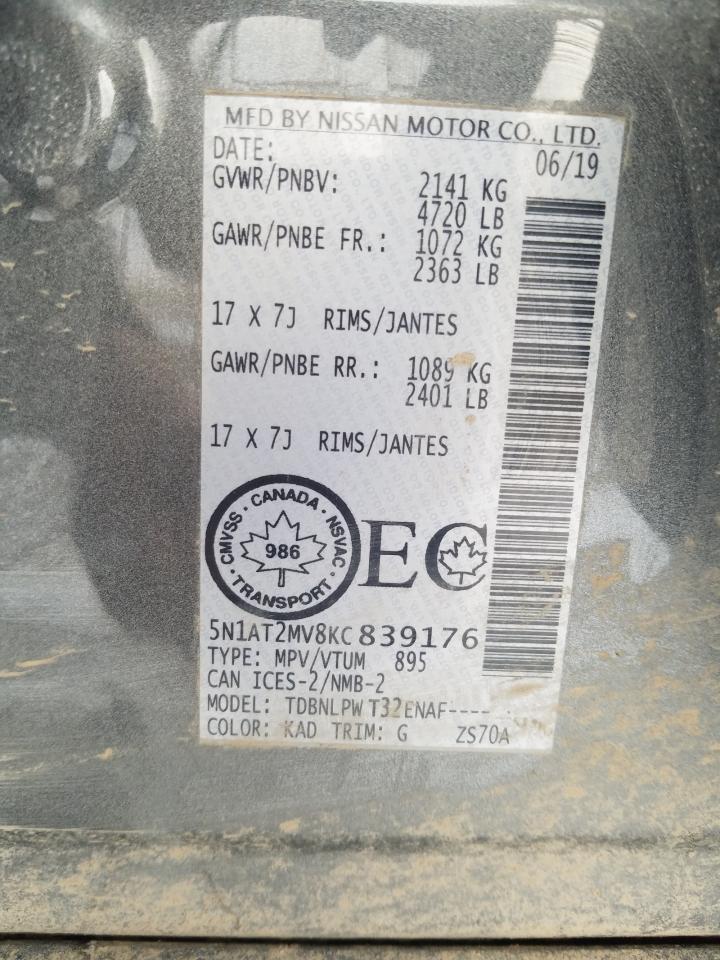 MFD BY NISSAN MOTOR CO., LTD.
DATE: 06/19
GVWR/PNBV: 2141 KG
4720 LB
GAWR/PNBE FR.: 1072 KG
2363 LB
17 X 7J RIMS/JANTES
GAWR/PNBE RR.: 1089 KG
2401 LB
17 X 7J RIMS/JANTES
CMVSS · CANADA · NSVAC · TRANSPORT ·
986
EC
5N1AT2MV8KC839176
TYPE: MPV/VTUM 895
CAN ICES-2/NMB-2
MODEL: TDBNLPWT32ENAF----
COLOR: KAD TRIM: G ZS70A